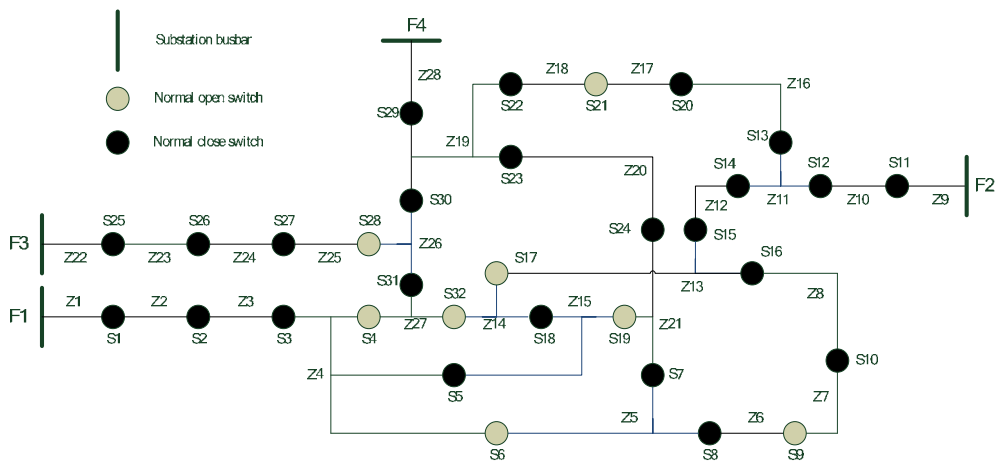 F4
Substation busbar
Normal open switch
Normal close switch
Z28
S29
Z19
S22
Z18
S21
Z17
S20
Z16
S13
S23
Z20
S14
S12
S11
Z12
Z11
Z10
Z9
F2
S30
S24
S15
S25
S26
S27
S28
F3
Z22
Z23
Z24
Z25
Z26
S17
S16
Z13
Z8
S31
S32
F1
Z1
Z2
Z3
S1
S2
S3
S4
Z27
Z14
S18
Z15
S19
Z21
Z4
S5
S7
S10
Z7
Z5
Z6
S6
S8
S9